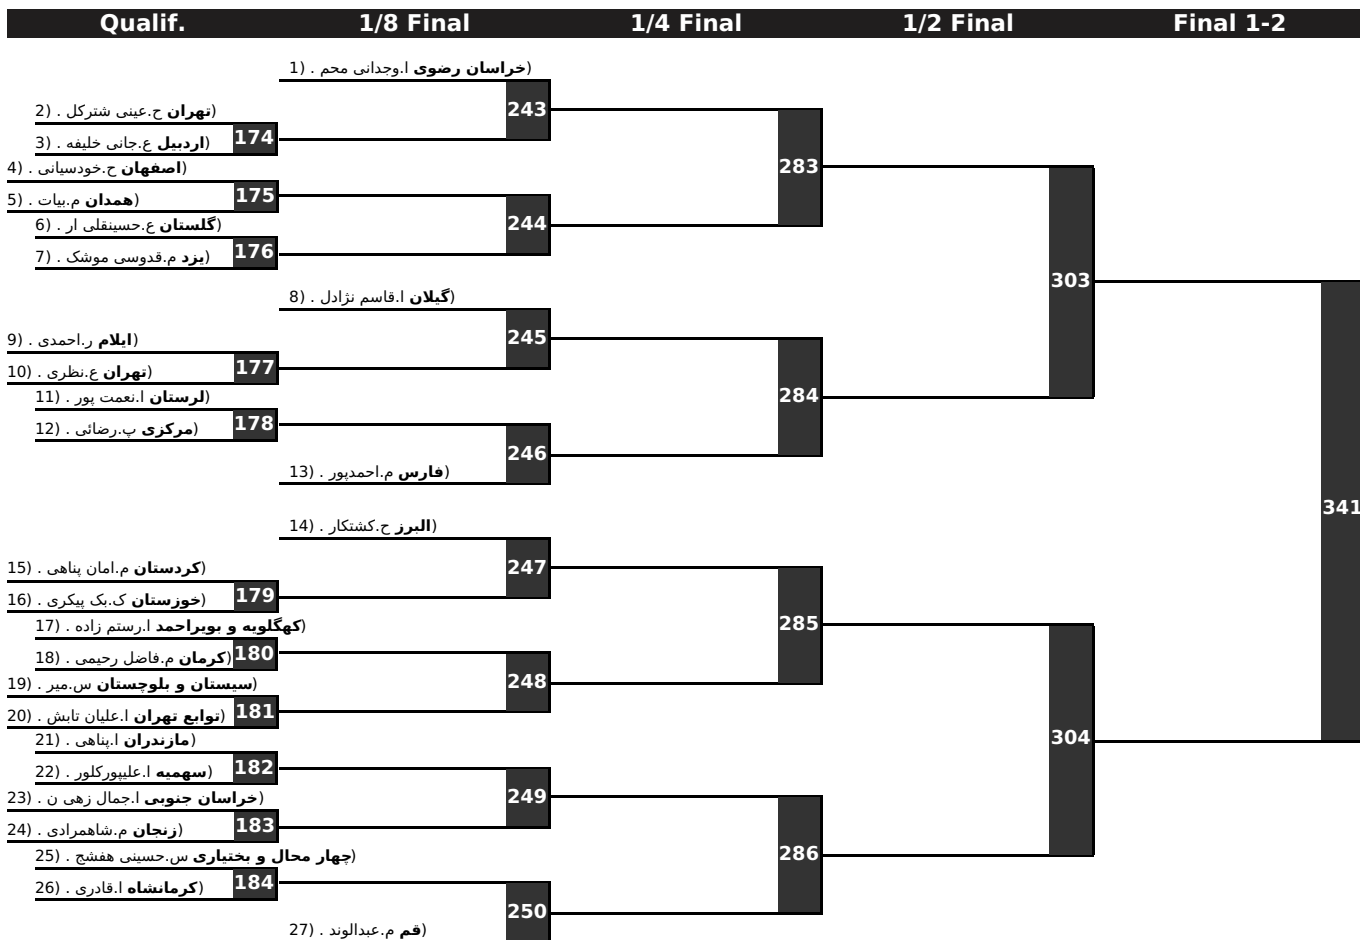 Qualif. 1/8 Final 1/4 Final 1/2 Final Final 1-2
1) . ا.وجدانی محم خراسان رضوی)
243
2) . ح.عینی شترکل تهران)
174
3) . ع.جانی خلیفه اردبیل)
283
4) . ح.خودسیانی اصفهان)
175
5) . م.بیات همدان)
244
6) . ع.حسینقلی ار گلستان)
176
7) . م.قدوسی موشک یزد)
303
8) . ا.قاسم نژادل گیلان)
245
9) . ر.احمدی ایلام)
177
10) . ع.نظری تهران)
284
11) . ا.نعمت پور لرستان)
178
12) . پ.رضائی مرکزی)
246
13) . م.احمدپور فارس)
341
14) . ح.کشتکار البرز)
247
15) . م.امان پناهی کردستان)
179
16) . ک.بک پیکری خوزستان)
285
17) . ا.رستم زاده کهگلویه و بویراحمد)
180
18) . م.فاضل رحیمی کرمان)
248
19) . س.میر سیستان و بلوچستان)
181
20) . ا.علیان تابش توابع تهران)
304
21) . ا.پناهی مازندران)
182
22) . ا.علیپورکلور سهمیه)
249
23) . ا.جمال زهی ن خراسان جنوبی)
183
24) . م.شاهمرادی زنجان)
286
25) . س.حسینی هفشج چهار محال و بختیاری)
184
26) . ا.قادری کرمانشاه)
250
27) . م.عبدالوند قم)